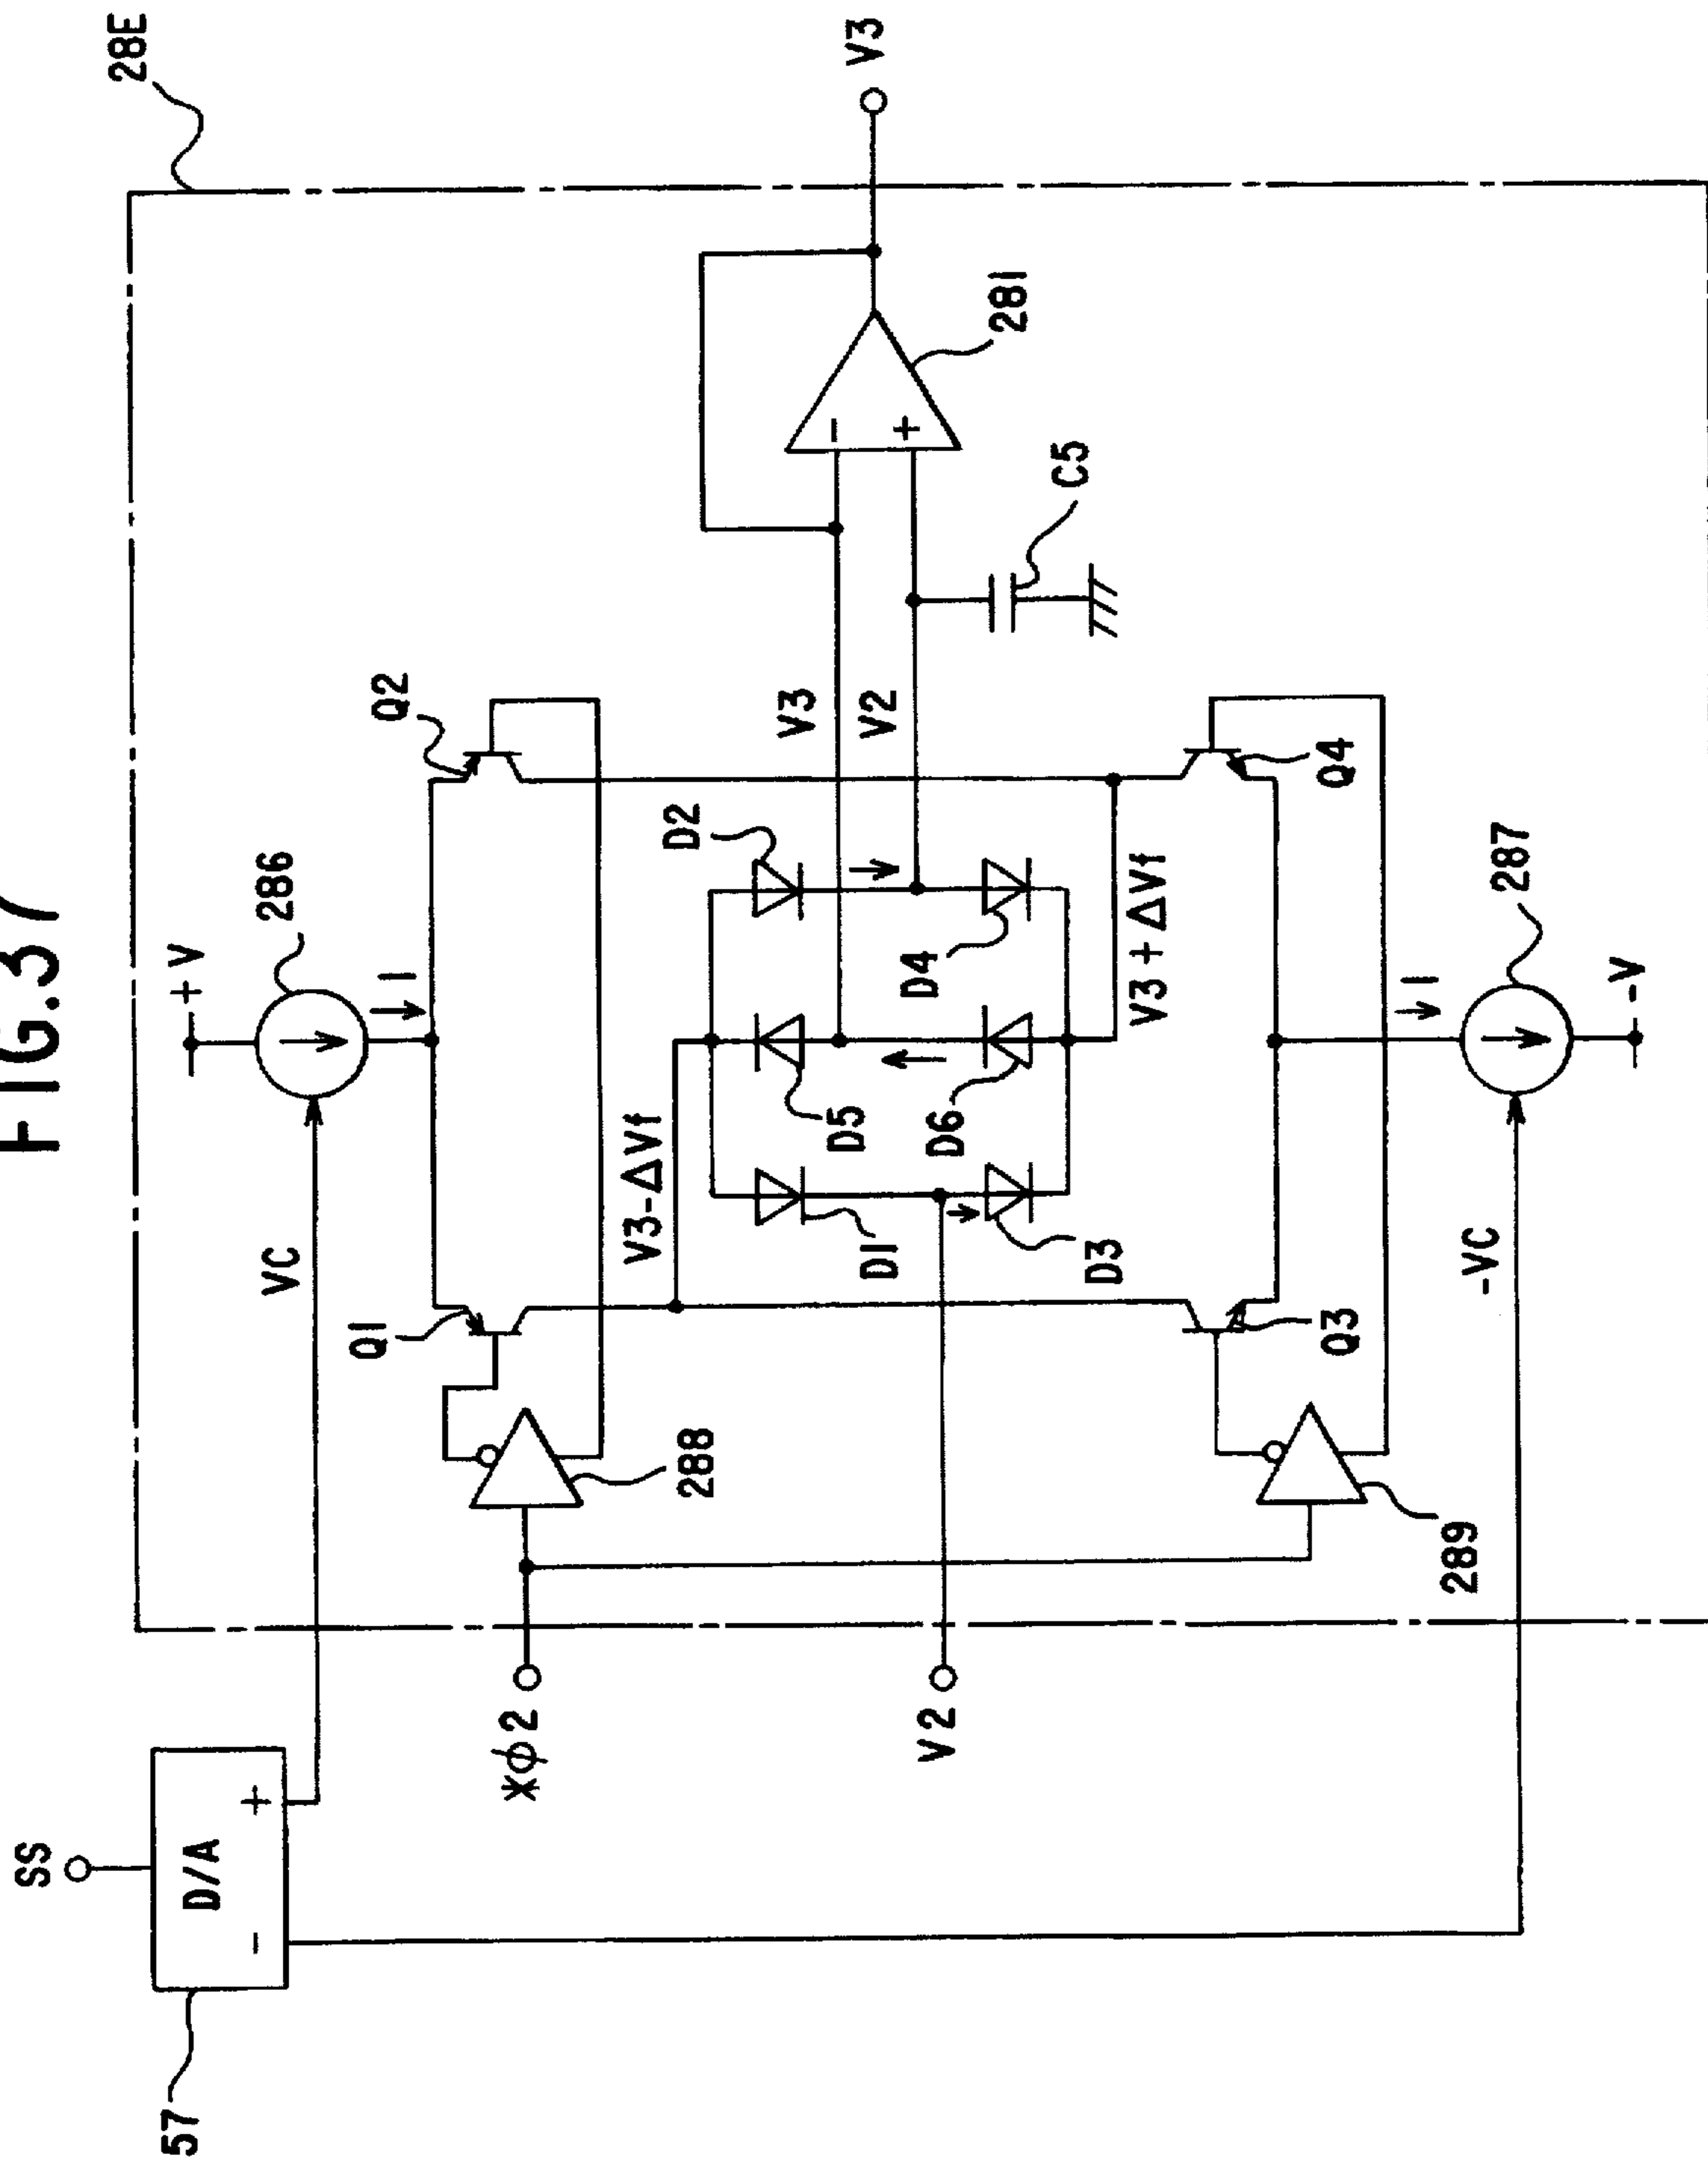 FIG.37
28E
57
SS
D/A
-
+
VC
-VC
+V
286
I
Q1
Q2
288
X φ2
V2
V3-ΔVf
D1
D2
D3
D4
D5
D6
V3
V2
V3+ΔVf
C5
-
+
281
V3
Q3
Q4
289
I
287
-V